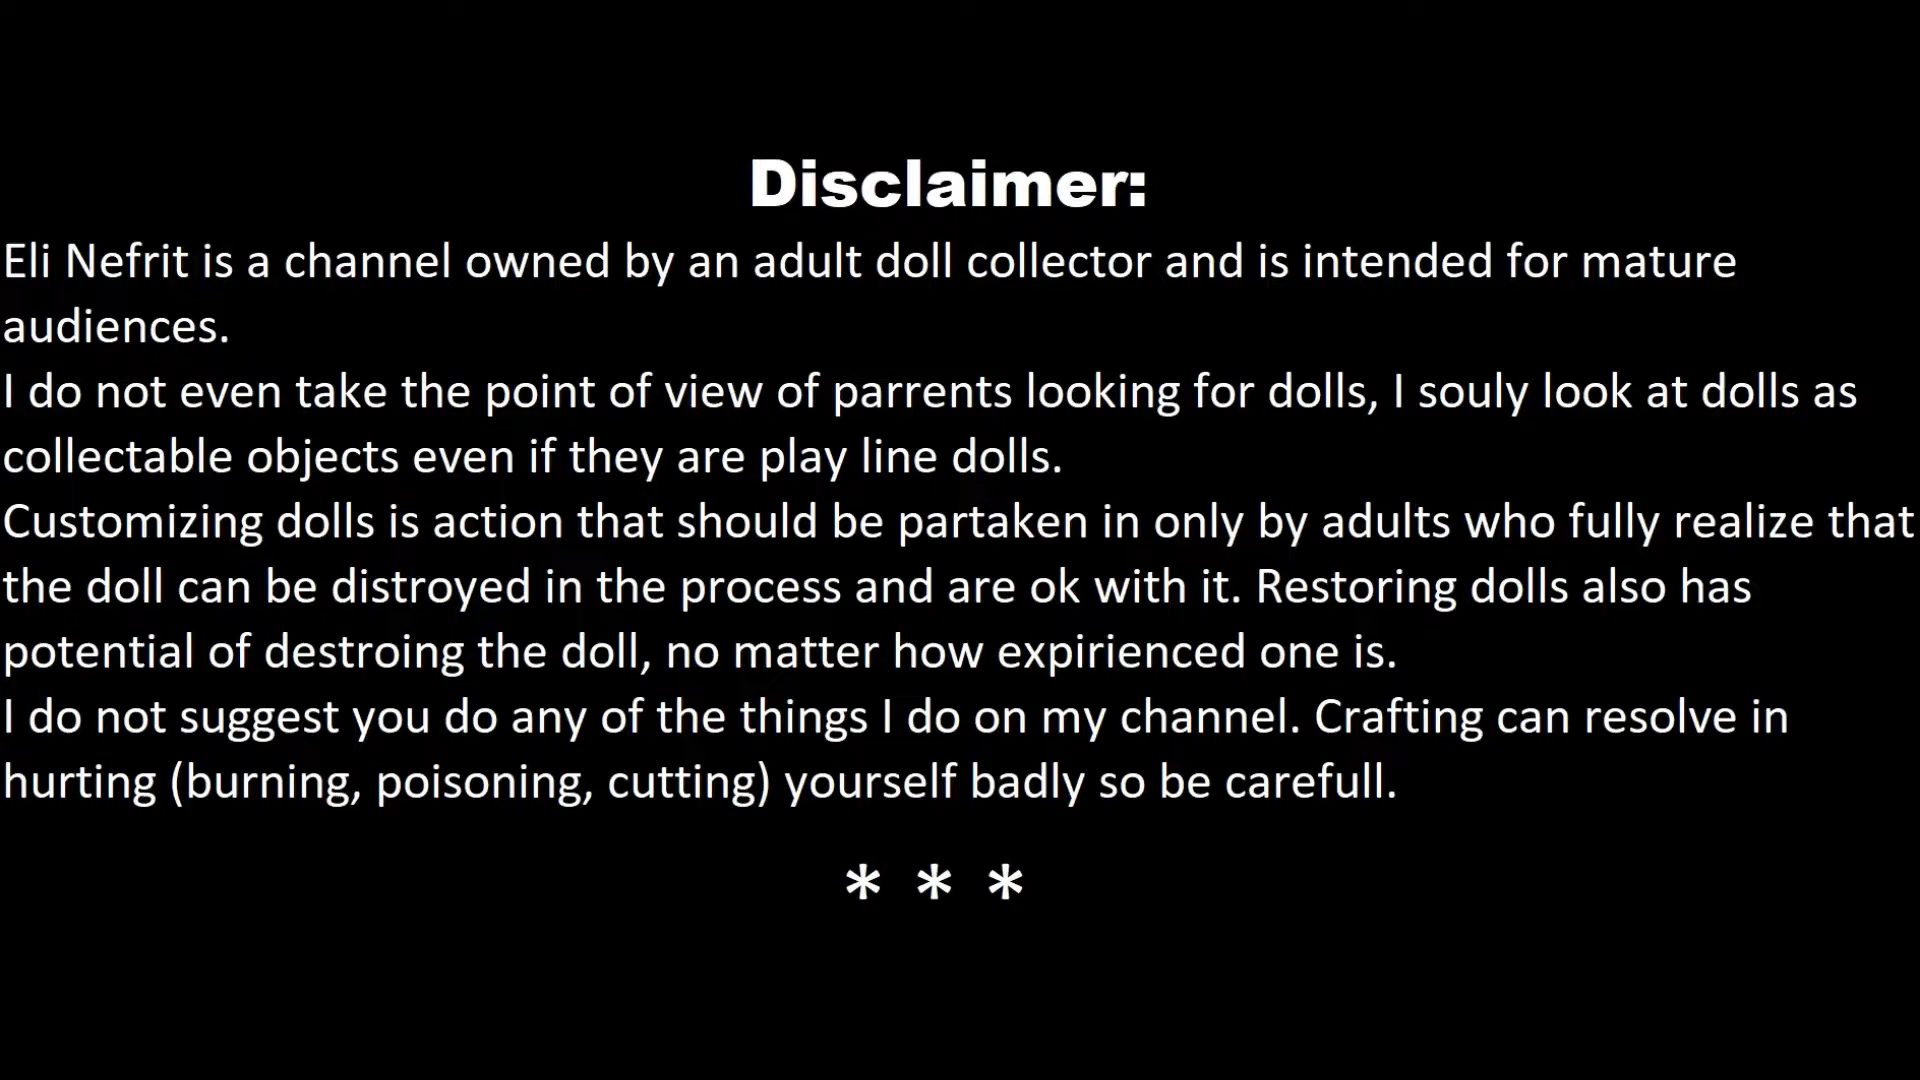 Disclaimer:
Eli Nefrit is a channel owned by an adult doll collector and is intended for mature
audiences.
I do not even take the point of view of parrents looking for dolls, I souly look at dolls as
collectable objects even if they are play line dolls.
Customizing dolls is action that should be partaken in only by adults who fully realize that
the doll can be distroyed in the process and are ok with it. Restoring dolls also has
potential of destroing the doll, no matter how expirienced one is.
I do not suggest you do any of the things I do on my channel. Crafting can resolve in
hurting (burning, poisoning, cutting) yourself badly so be carefull.
* * *